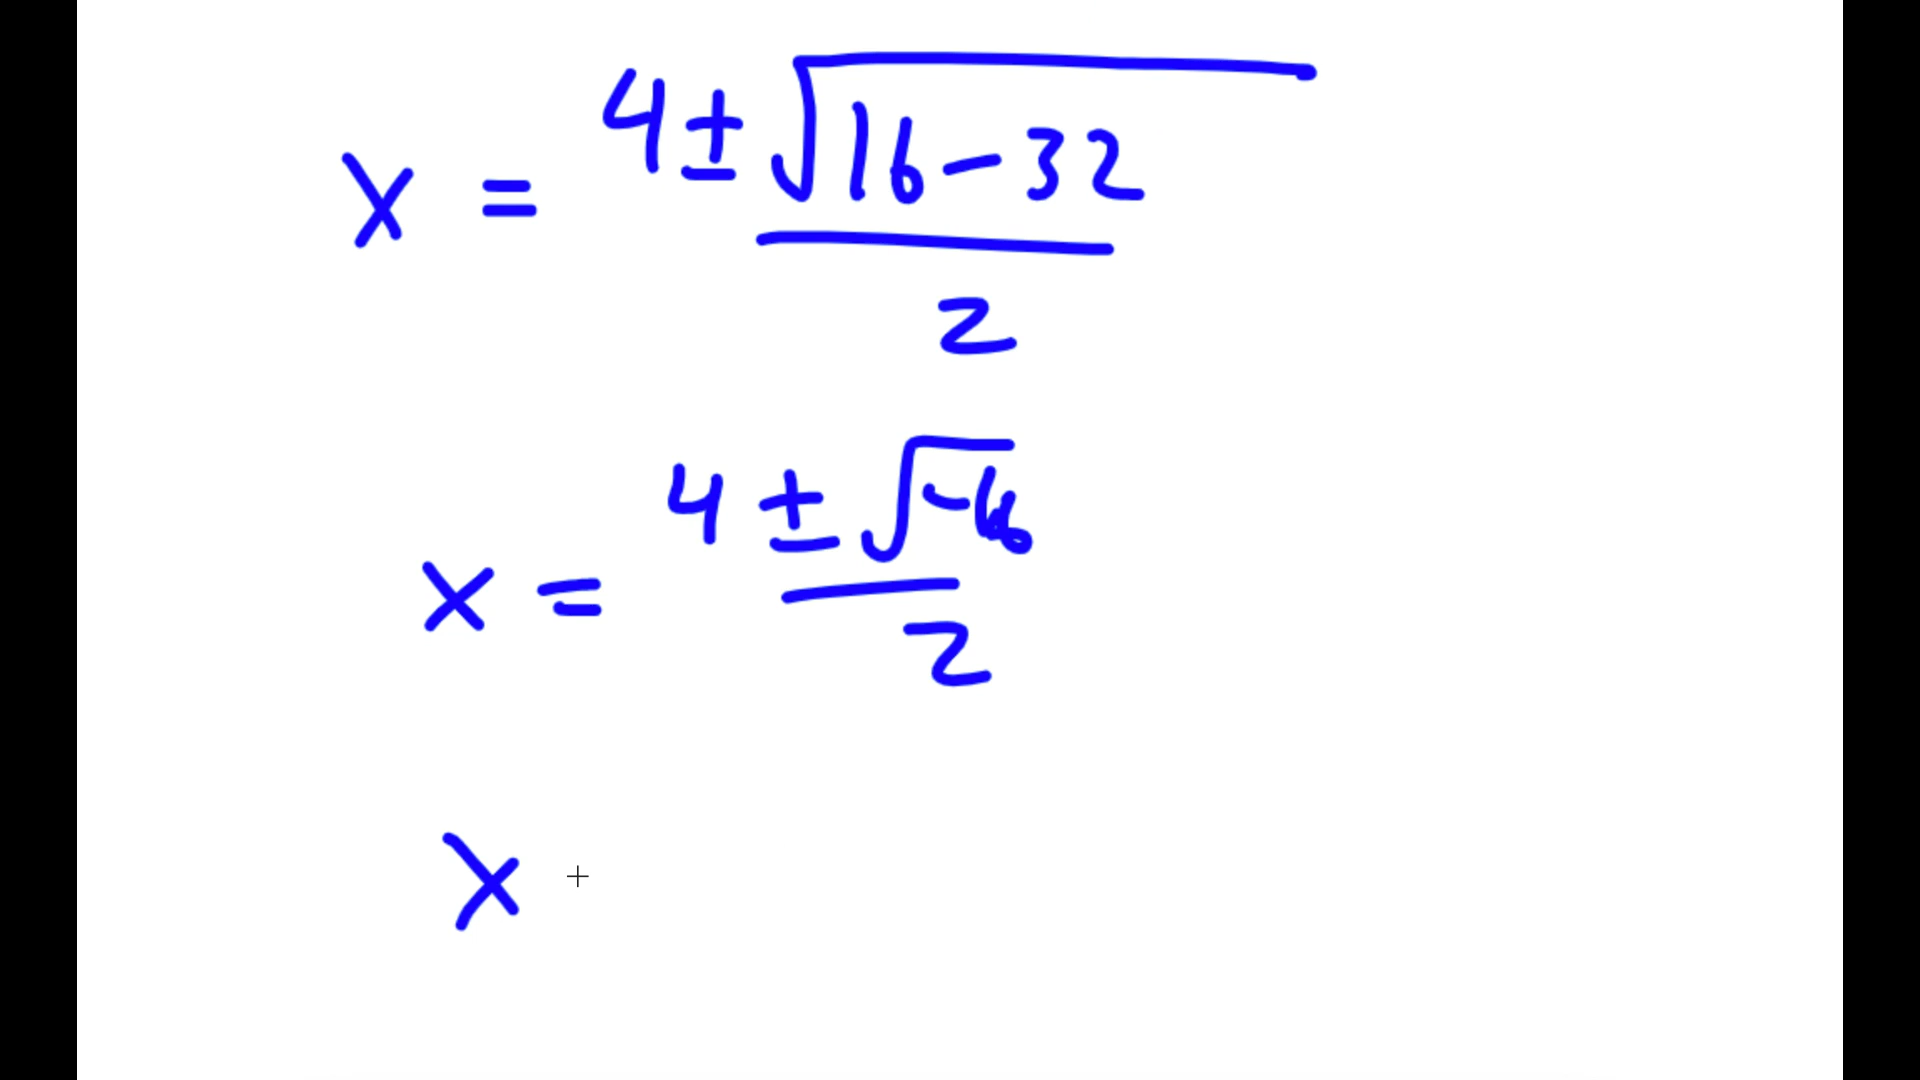 x = 4 ± √16 - 32 / 2
x = 4 ± √-16 / 2
x